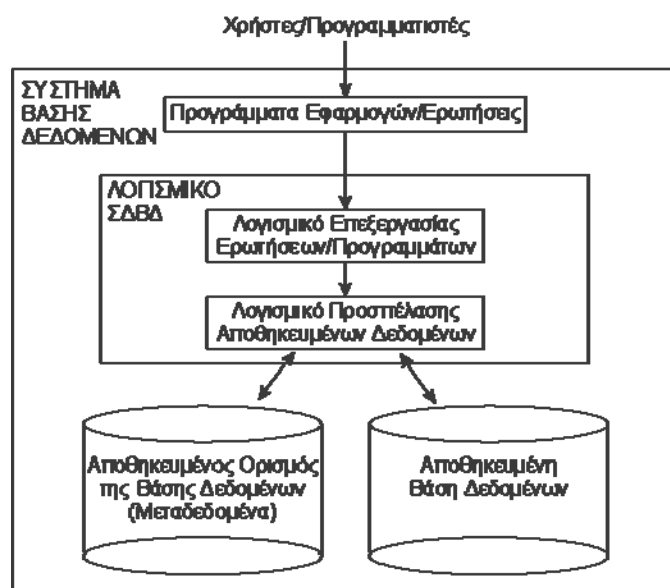 Χρήστες/Προγραμματιστές
ΣΥΣΤΗΜΑ
ΒΑΣΗΣ
ΔΕΔΟΜΕΝΩΝ
Προγράμματα Εφαρμογών/Ερωτήσεις
ΛΟΓΙΣΜΙΚΟ
ΣΔΒΔ
Λογισμικό Επεξεργασίας
Ερωτήσεων/Προγραμμάτων
Λογισμικό Προσπέλασης
Αποθηκευμένων Δεδομένων
Αποθηκευμένος Ορισμός
της Βάσης Δεδομένων
(Μεταδεδομένα)
Αποθηκευμένη
Βάση Δεδομένων